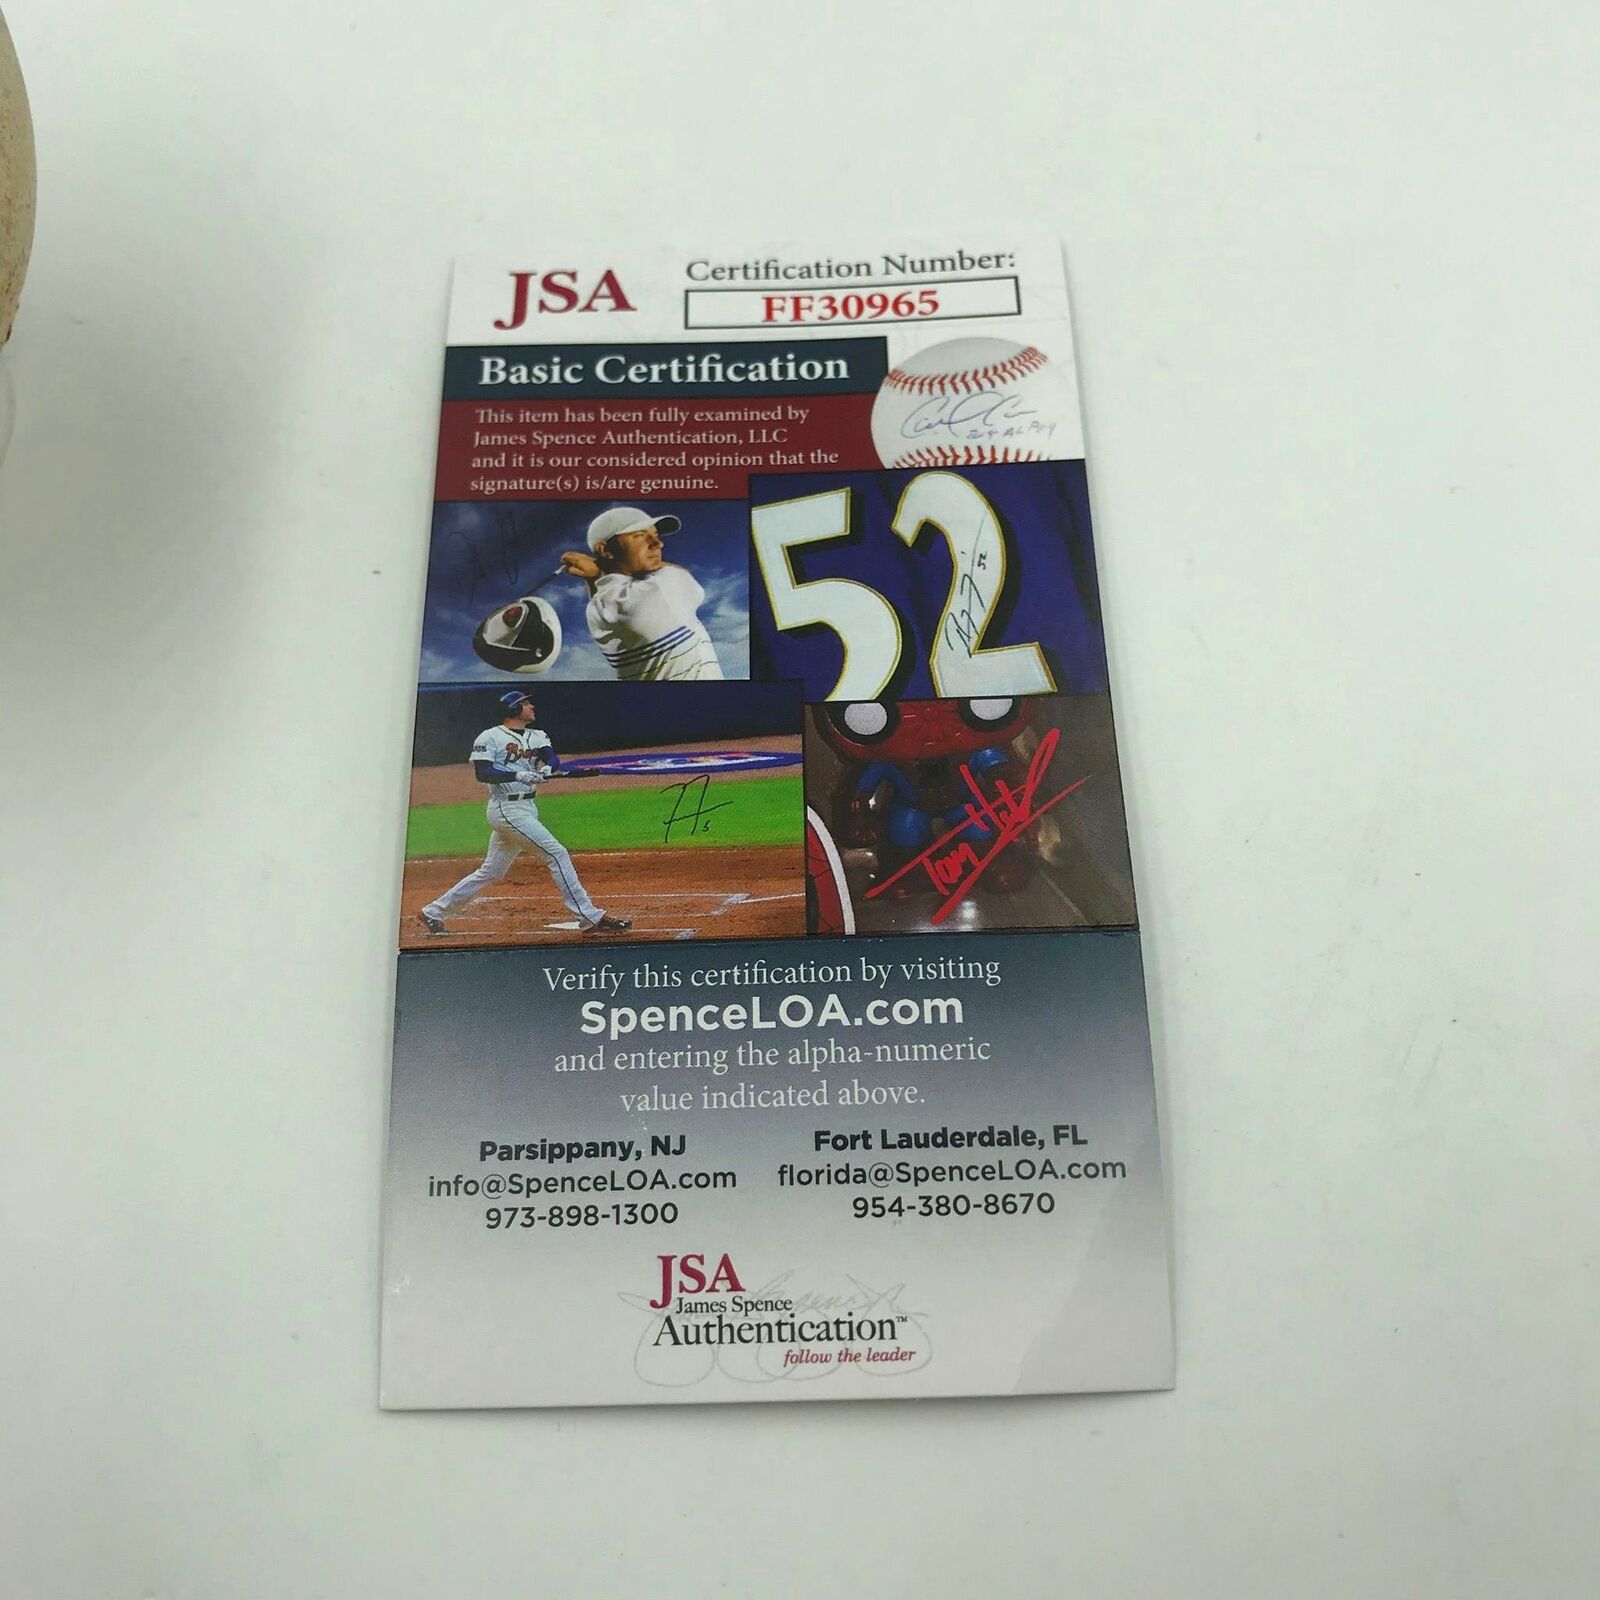 JSA
Certification Number:
FF30965
Basic Certification
This item has been fully examined by
James Spence Authentication, LLC
and it is our considered opinion that the
signature(s) is/are genuine.
52
52
Verify this certification by visiting
SpenceLOA.com
and entering the alpha-numeric
value indicated above.
Parsippany, NJ
info@SpenceLOA.com
973-898-1300
Fort Lauderdale, FL
florida@SpenceLOA.com
954-380-8670
JSA
James Spence
Authentication™
follow the leader